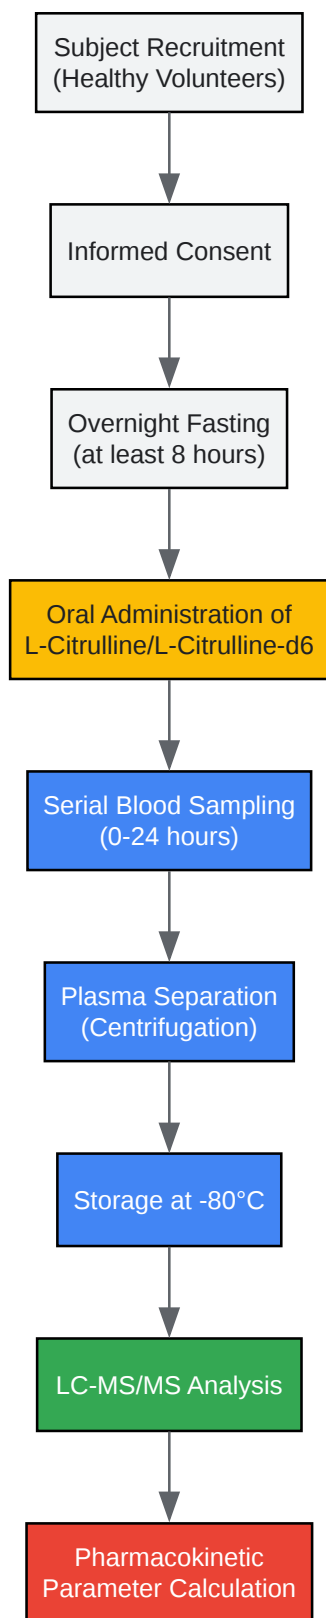 Subject Recruitment
(Healthy Volunteers)
Informed Consent
Overnight Fasting
(at least 8 hours)
Oral Administration of
L-Citrulline/L-Citrulline-d6
Serial Blood Sampling
(0-24 hours)
Plasma Separation
(Centrifugation)
Storage at -80°C
LC-MS/MS Analysis
Pharmacokinetic
Parameter Calculation